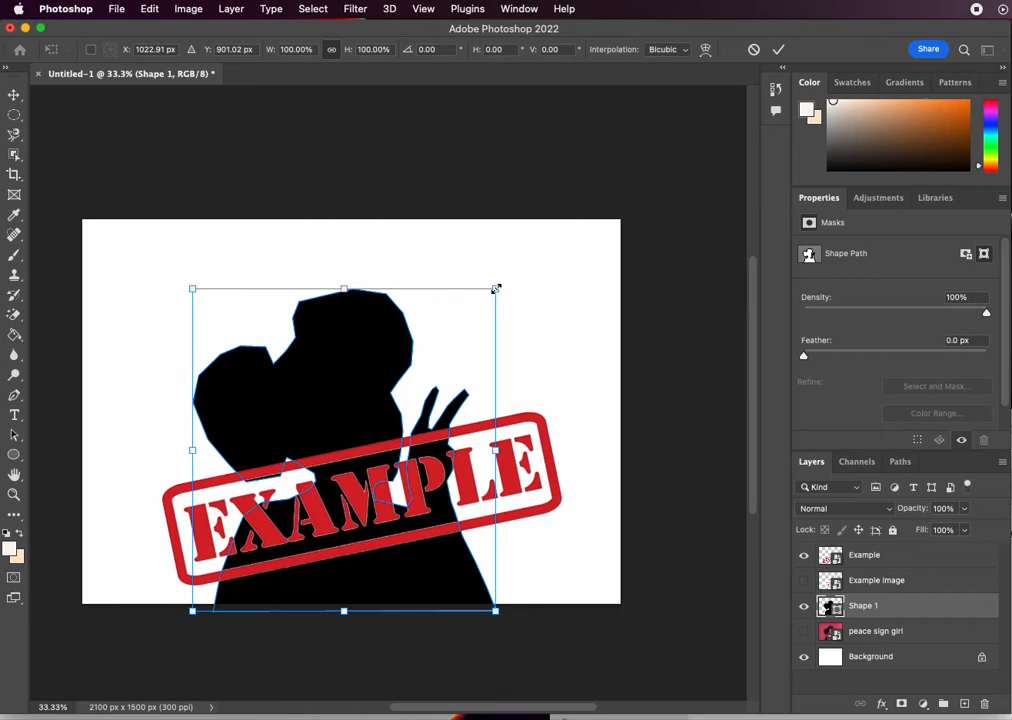 Photoshop File Edit Image Layer Type Select Filter 3D View Plugins Window Help
Adobe Photoshop 2022
X: 1022.91 px Y: 901.02 px W: 100.00% H: 100.00% 0.00 H: 0.00 V: 0.00 Interpolation: Bicubic Share
Untitled-1 @ 33.3% (Shape 1, RGB/8) *
Color Swatches Gradients Patterns
Properties Adjustments Libraries
Masks
Shape Path
Density: 100%
Feather: 0.0 px
Refine: Select and Mask...
Color Range...
EXAMPLE
Layers Channels Paths
Kind
Normal Opacity: 100%
Lock: Fill: 100%
Example
Example Image
Shape 1
peace sign girl
Background
33.33% 2100 px x 1500 px (300 ppi)